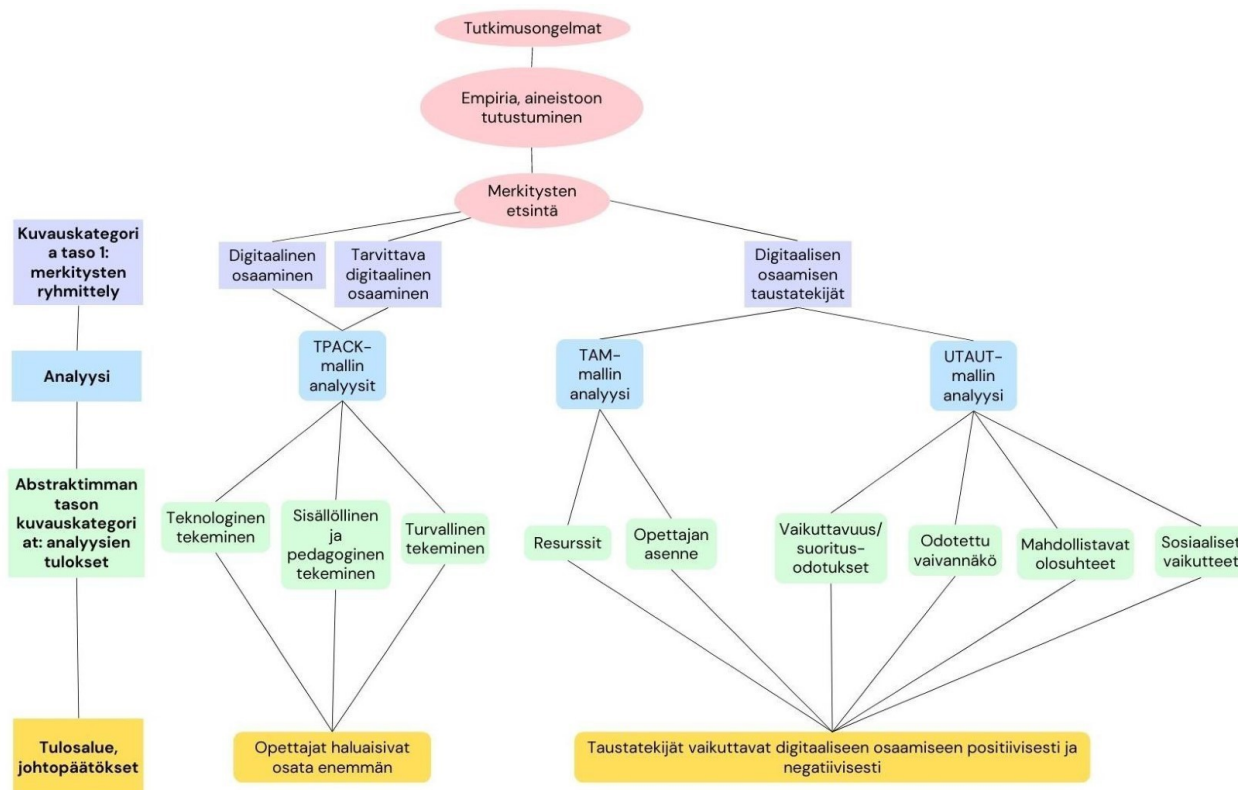 Tutkimusongelmat
Empiria, aineistoon
tutustuminen
Merkitysten
etsintä
Kuvauskategori
a taso 1:
merkitysten
ryhmittely
Digitaalinen
osaaminen
Tarvittava
digitaalinen
osaaminen
Digitaalisen
osaamisen
taustatekijät
Analyysi
TPACK-
mallin
analyysit
TAM-
mallin
analyysi
UTAUT-
mallin
analyysi
Abstraktimman
tason
kuvauskategori
at: analyysien
tulokset
Teknologinen
tekeminen
Sisällöllinen
ja
pedagoginen
tekeminen
Turvallinen
tekeminen
Resurssit
Opettajan
asenne
Vaikuttavuus/
suoritus-
odotukset
Odotettu
vaivannäkö
Mahdollistavat
olosuhteet
Sosiaaliset
vaikutteet
Tulosalue,
johtopäätökset
Opettajat haluaisivat
osata enemmän
Taustatekijät vaikuttavat digitaaliseen osaamiseen positiivisesti ja
negatiivisesti